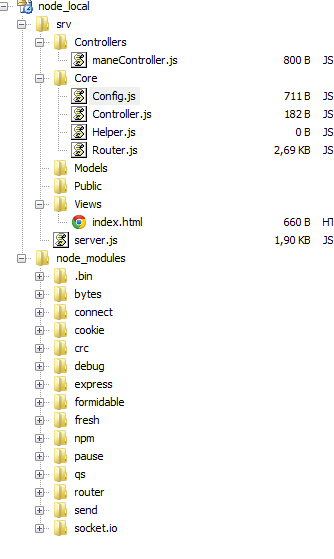 node_local
srv
Controllers
maneController.js 800 B JS
Core
Config.js 711 B JS
Controller.js 182 B JS
Helper.js 0 B JS
Router.js 2,69 KB JS
Models
Public
Views
index.html 660 B HT
server.js 1,90 KB JS
node_modules
.bin
bytes
connect
cookie
crc
debug
express
formidable
fresh
npm
pause
qs
router
send
socket.io